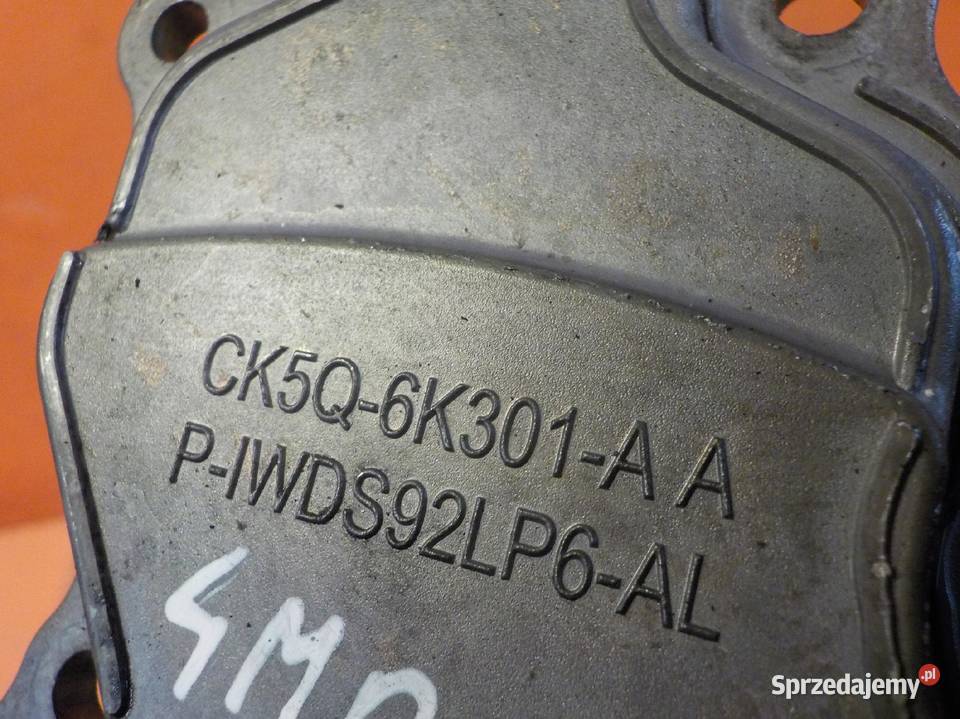 CK5Q-6K301-A A
P-IWDS92LP6-AL
Sprzedajemy.pl